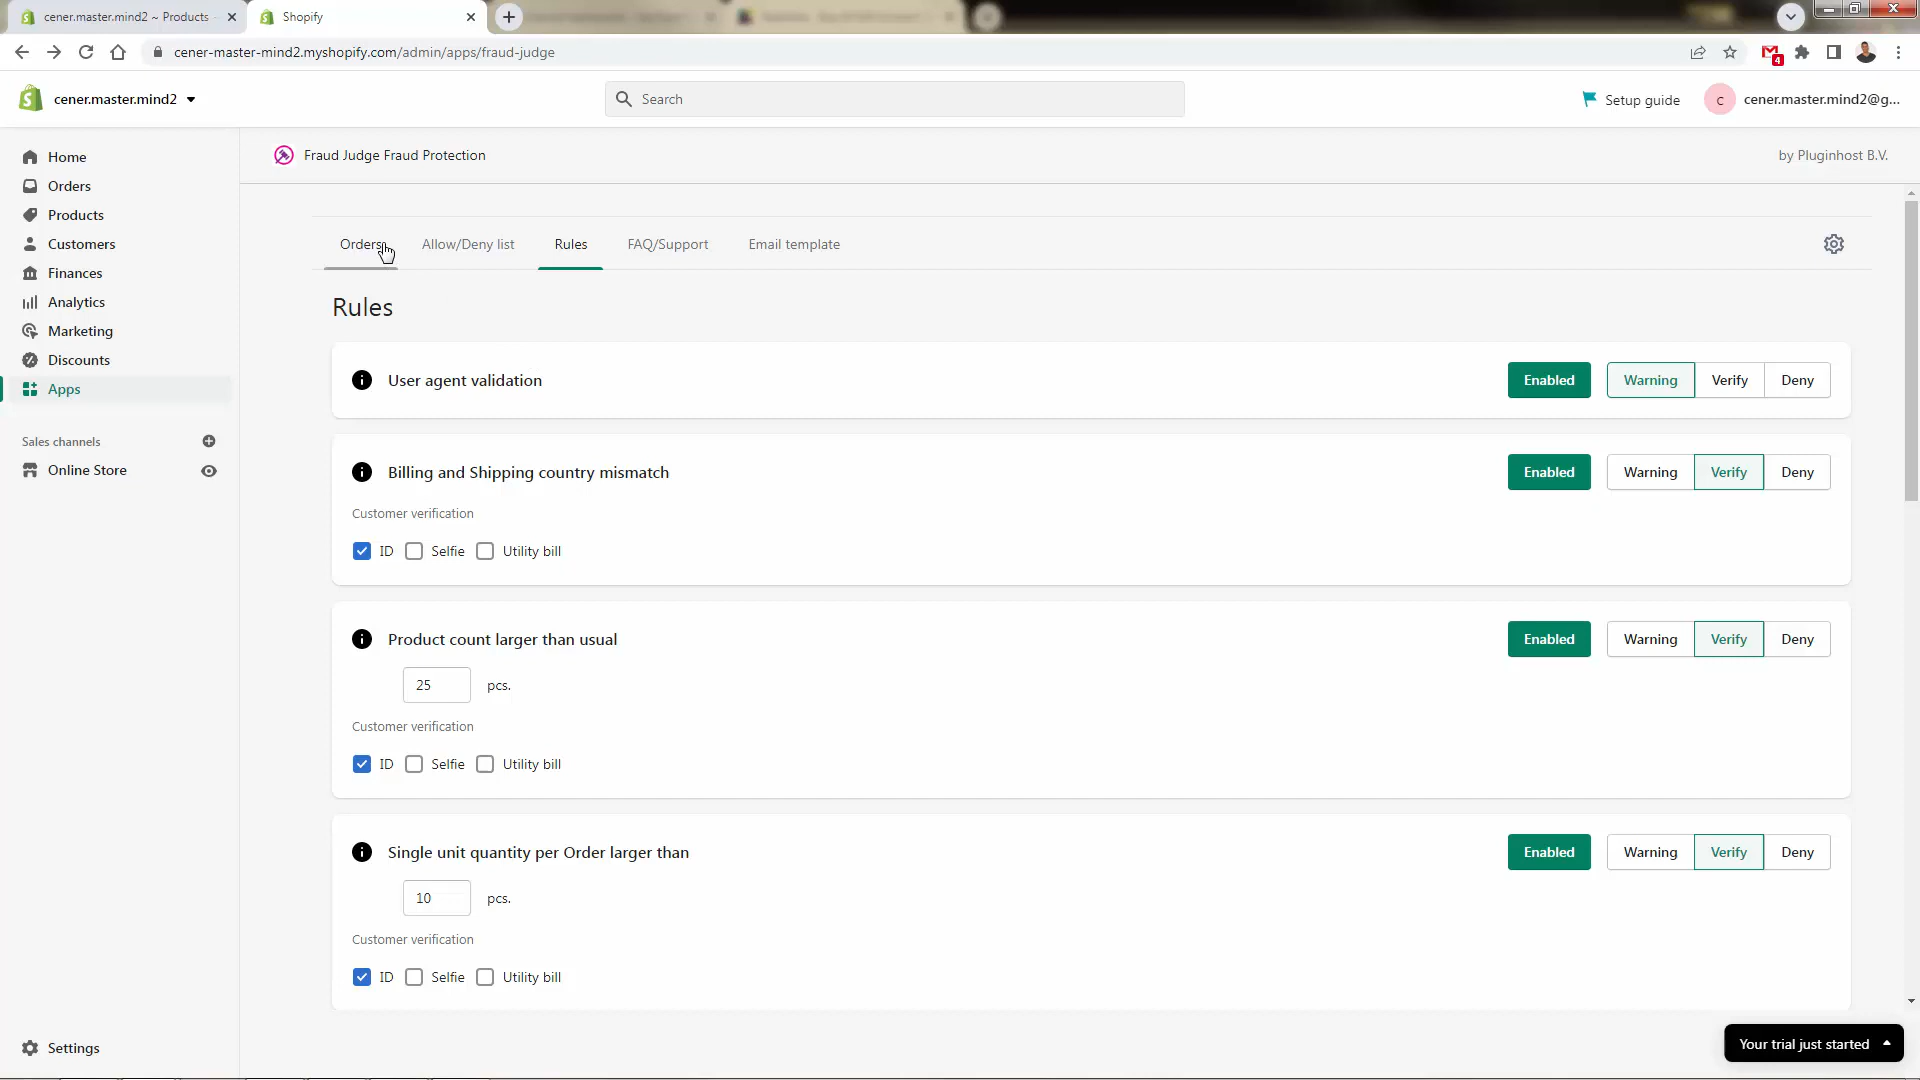 cener.master.mind2 ~ Products
Shopify
cener-master-mind2.myshopify.com/admin/apps/fraud-judge
4
cener.master.mind2
Search
Setup guide
c
cener.master.mind2@g...
Home
Orders
Products
Customers
Finances
Analytics
Marketing
Discounts
Apps
Sales channels
Online Store
Settings
Fraud Judge Fraud Protection
by Pluginhost B.V.
Orders
Allow/Deny list
Rules
FAQ/Support
Email template
Rules
User agent validation
Enabled
Warning
Verify
Deny
Billing and Shipping country mismatch
Enabled
Warning
Verify
Deny
Customer verification
ID
Selfie
Utility bill
Product count larger than usual
Enabled
Warning
Verify
Deny
25
pcs.
Customer verification
ID
Selfie
Utility bill
Single unit quantity per Order larger than
Enabled
Warning
Verify
Deny
10
pcs.
Customer verification
ID
Selfie
Utility bill
Your trial just started